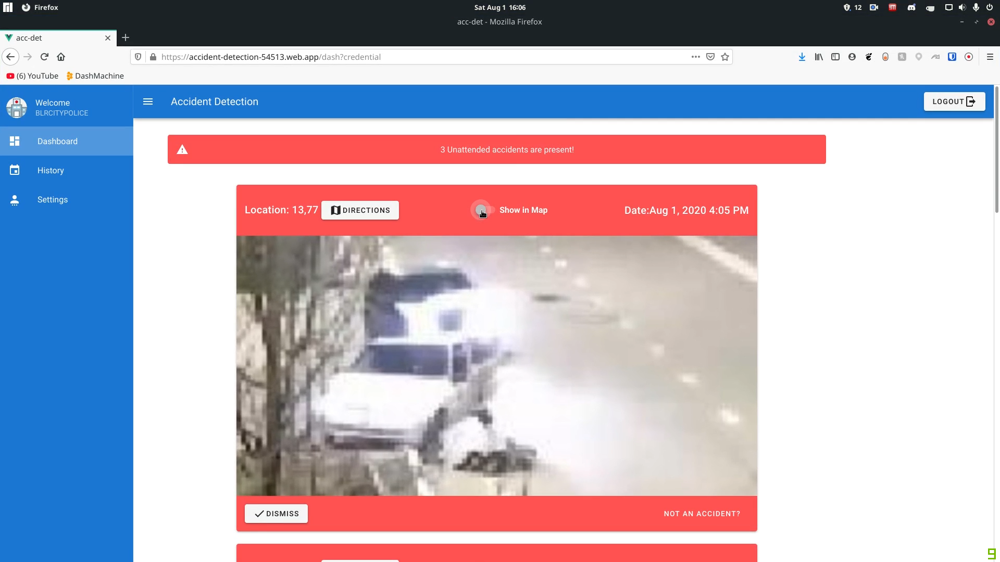 Firefox
Sat Aug 1 16:06
12
acc-det - Mozilla Firefox
acc-det
https://accident-detection-54513.web.app/dash?credential
(6) YouTube
DashMachine
Welcome
BLRCITYPOLICE
Accident Detection
LOGOUT
Dashboard
History
Settings
3 Unattended accidents are present!
Location: 13,77
DIRECTIONS
Show in Map
Date:Aug 1, 2020 4:05 PM
DISMISS
NOT AN ACCIDENT?
9